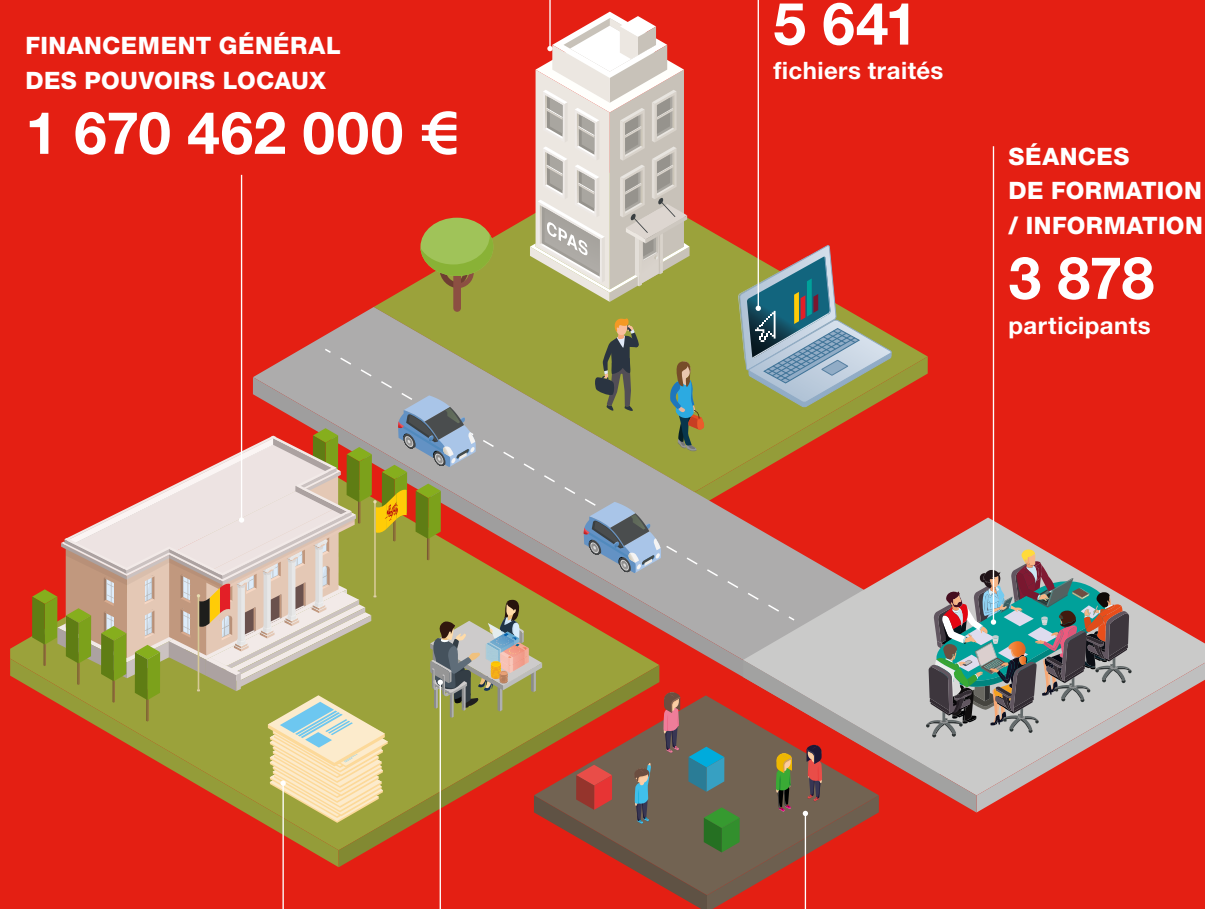 FINANCEMENT GÉNÉRAL
DES POUVOIRS LOCAUX
1 670 462 000 €
5 641
fichiers traités
SÉANCES
DE FORMATION
/ INFORMATION
3 878
participants
CPAS